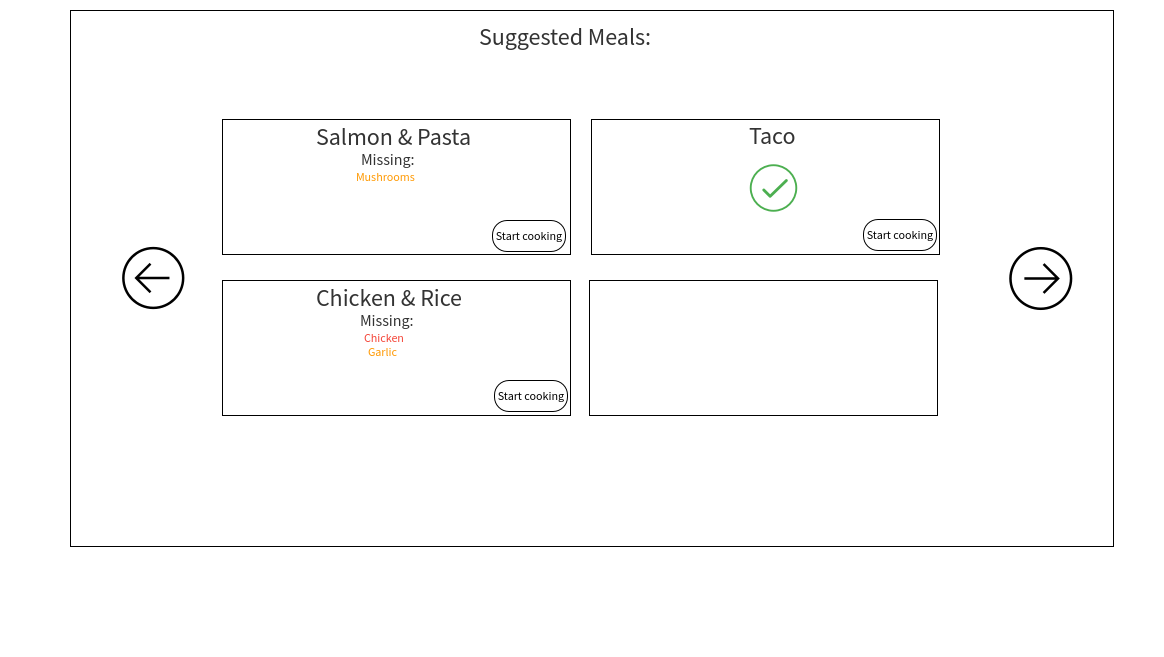 Suggested Meals:
Salmon & Pasta
Missing:
Mushrooms
Start cooking
Taco
Start cooking
Chicken & Rice
Missing:
Chicken
Garlic
Start cooking